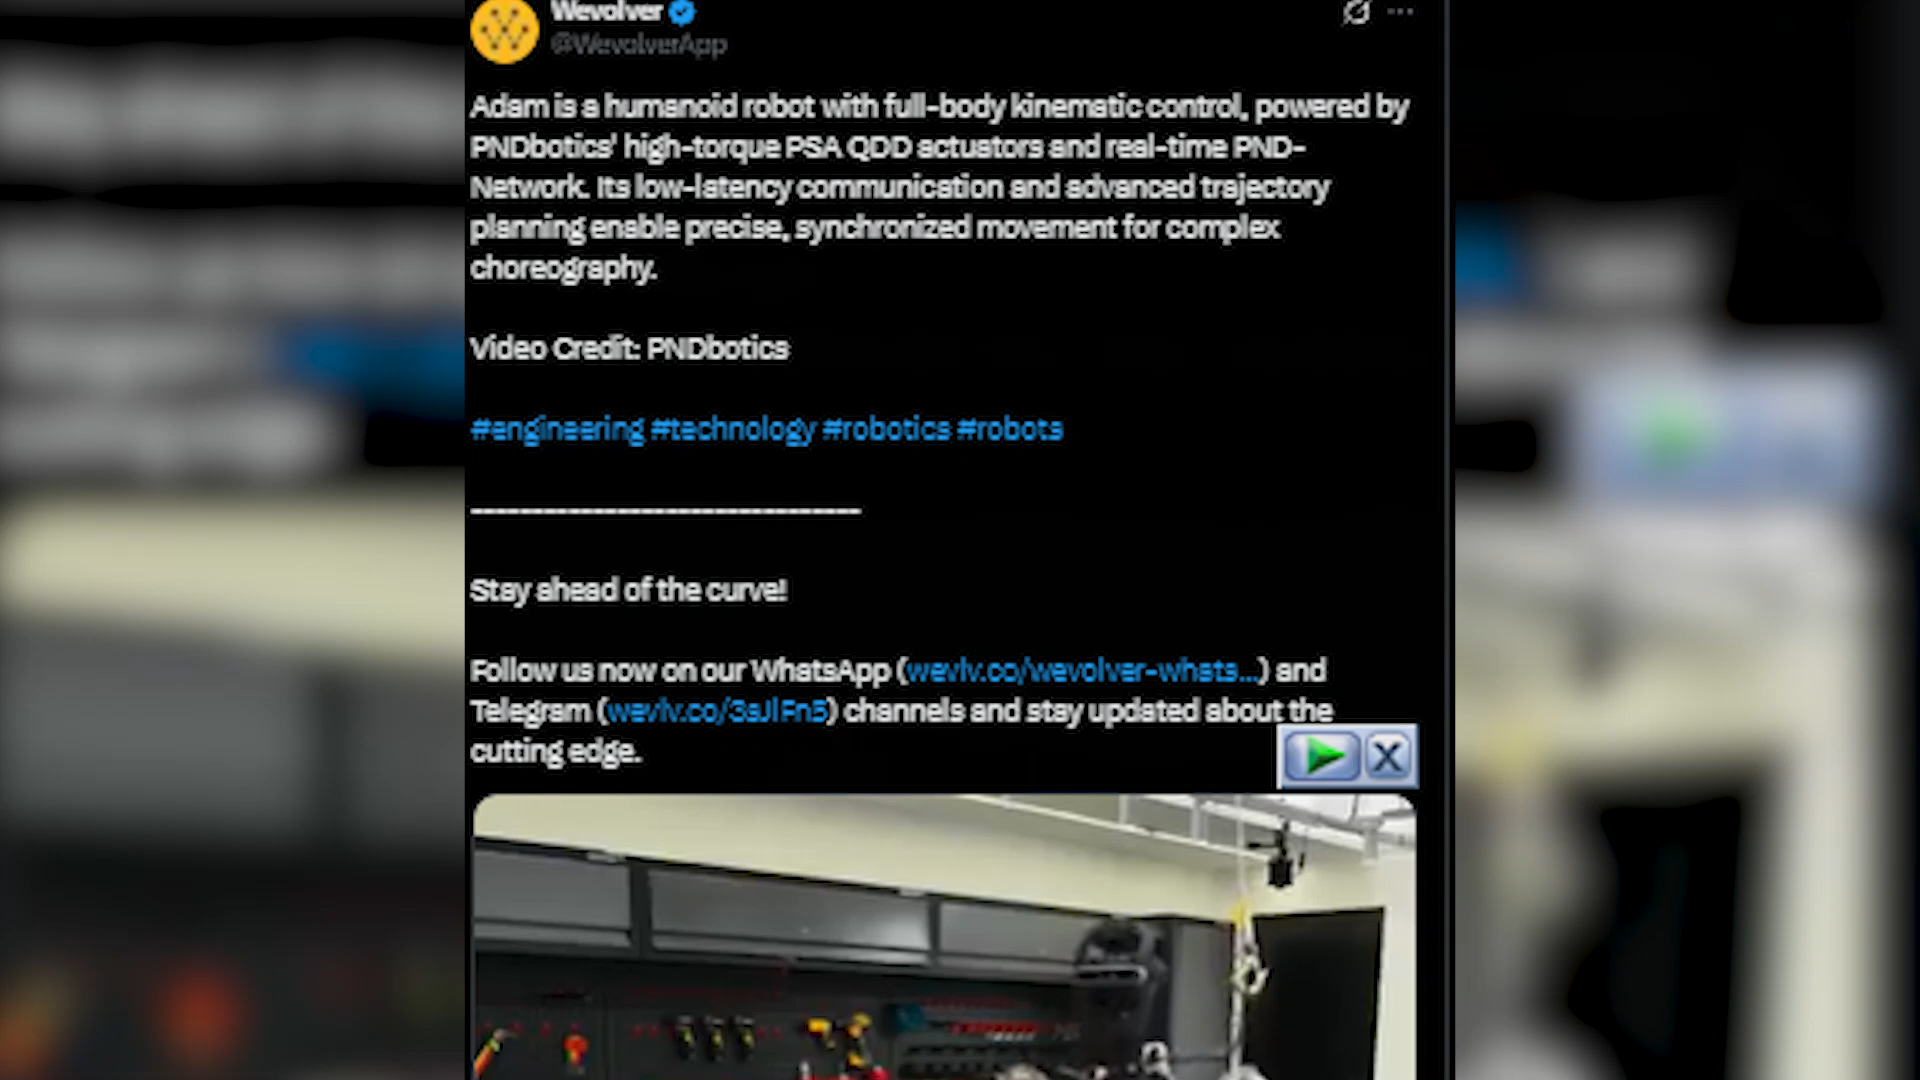 Wevolver
@WevolverApp
Adam is a humanoid robot with full-body kinematic control, powered by
PNDbotics' high-torque PSA QDD actuators and real-time PND-
Network. Its low-latency communication and advanced trajectory
planning enable precise, synchronized movement for complex
choreography.
Video Credit: PNDbotics
#engineering #technology #robotics #robots
--------------------------------
Stay ahead of the curve!
Follow us now on our WhatsApp (wevlv.co/wevolver-whats...) and
Telegram (wevlv.co/3sJlFn5) channels and stay updated about the
cutting edge.